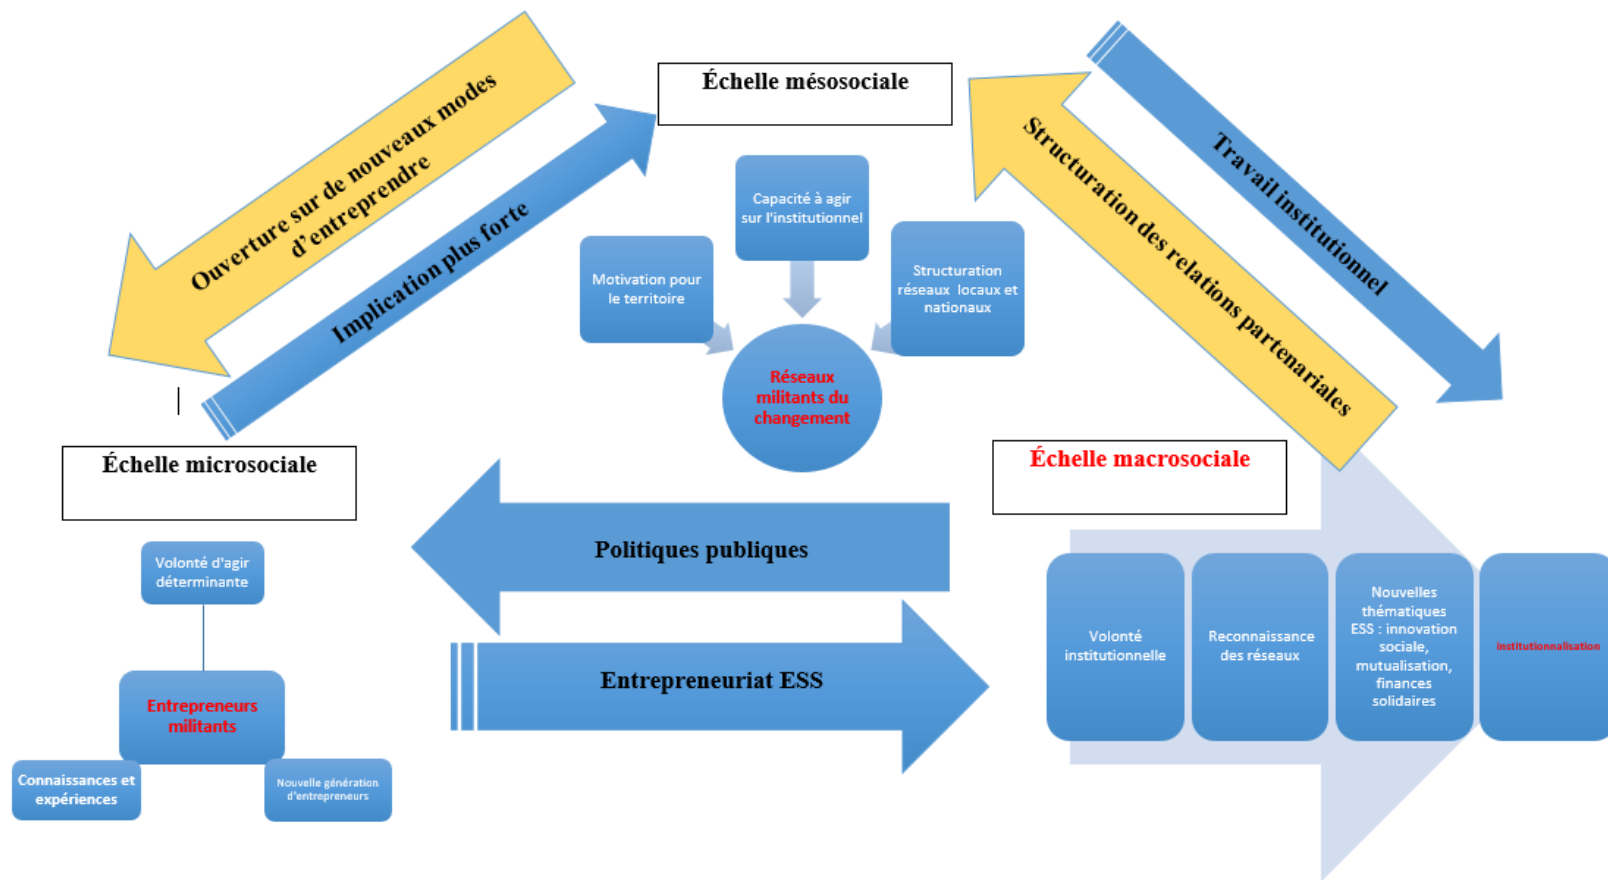 Échelle mésosociale
Ouverture sur de nouveaux modes
d’entreprendre
Implication plus forte
Structuration des relations partenariales
Travail institutionnel
Capacité à agir
sur l'institutionnel
Motivation pour
le territoire
Structuration
réseaux locaux et
nationaux
Réseaux
militants du
changement
Échelle microsociale
Échelle macrosociale
Politiques publiques
Entrepreneuriat ESS
Volonté d'agir
déterminante
Entrepreneurs
militants
Connaissances et
expériences
Nouvelle génération
d'entrepreneurs
Volonté
institutionnelle
Reconnaissance
des réseaux
Nouvelles
thématiques
ESS : innovation
sociale,
mutualisation,
finances
solidaires
Institutionnalisation